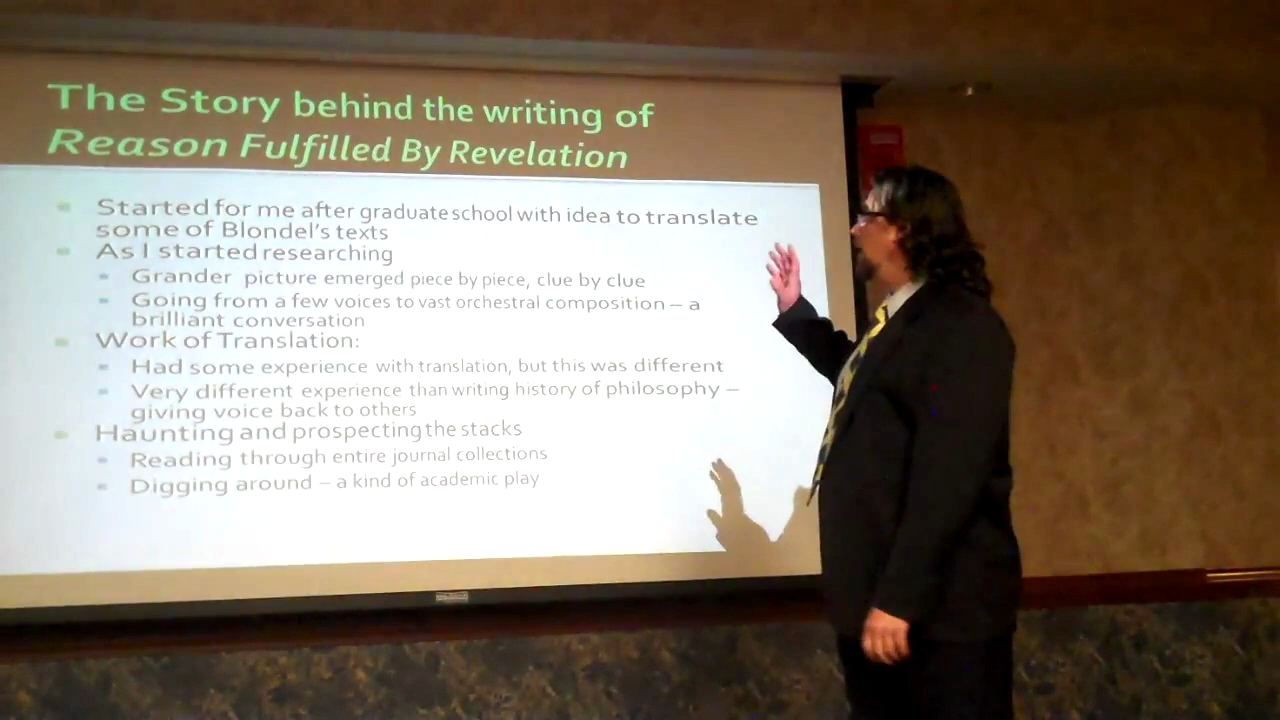 The Story behind the writing of
Reason Fulfilled By Revelation
Started for me after graduate school with idea to translate
some of Blondel's texts
As I started researching
Grander picture emerged piece by piece, clue by clue
Going from a few voices to vast orchestral composition – a
brilliant conversation
Work of Translation:
Had some experience with translation, but this was different
Very different experience than writing history of philosophy –
giving voice back to others
Haunting and prospecting the stacks
Reading through entire journal collections
Digging around – a kind of academic play